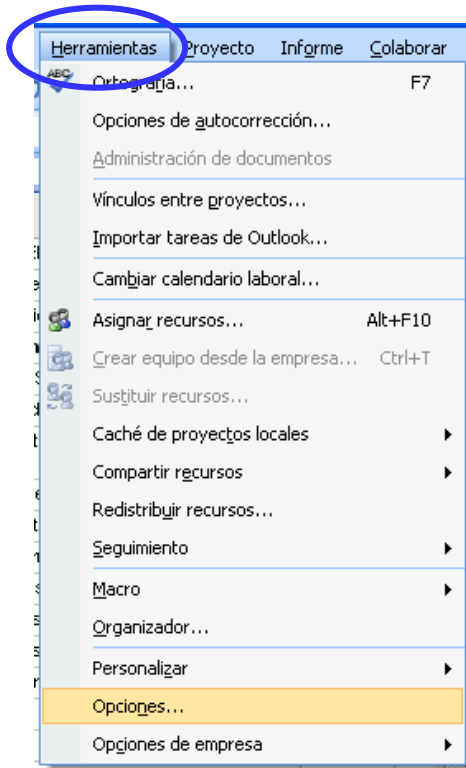 Herramientas Proyecto Informe Colaborar
ABC Ortografía... F7
Opciones de autocorrección...
Administración de documentos
Vínculos entre proyectos...
Importar tareas de Outlook...
Cambiar calendario laboral...
Asignar recursos... Alt+F10
Crear equipo desde la empresa... Ctrl+T
Sustituir recursos...
Caché de proyectos locales
Compartir recursos
Redistribuir recursos...
Seguimiento
Macro
Organizador...
Personalizar
Opciones...
Opciones de empresa